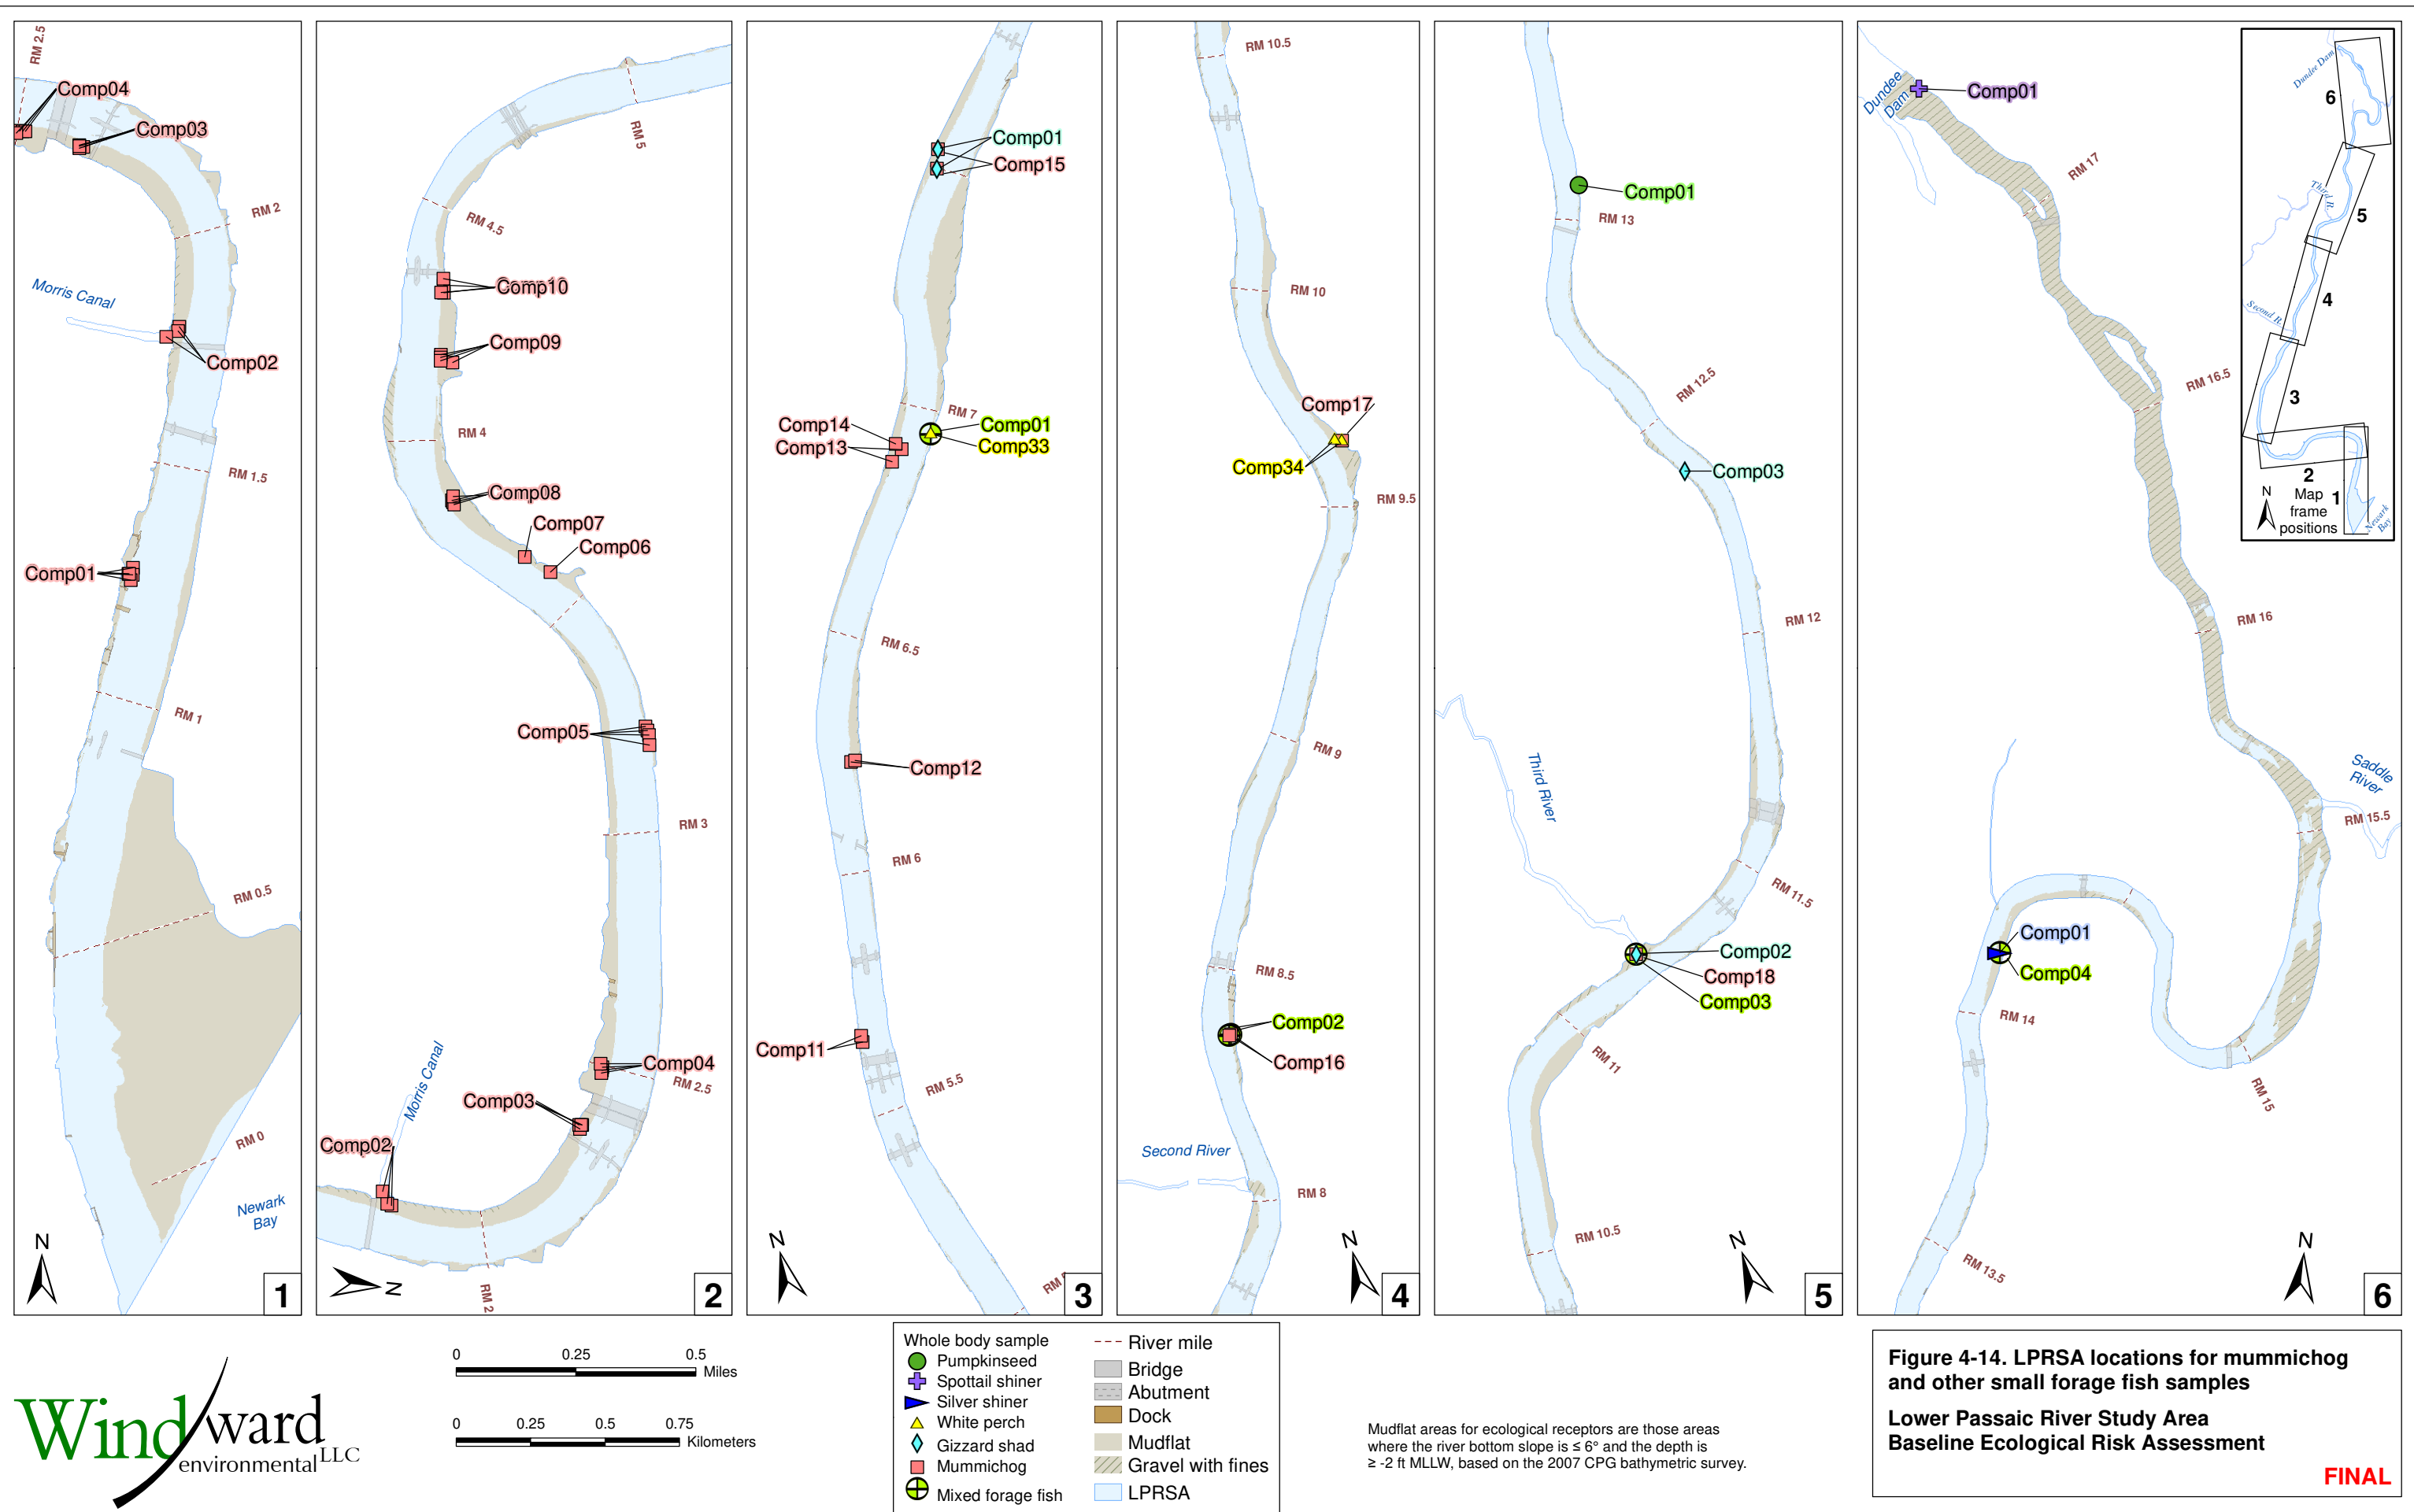 RM 2.5
Comp04
Comp03
RM 2
Morris Canal
Comp02
RM 1.5
Comp01
RM 1
RM 0.5
RM 0
Newark
Bay
N
1
RM 5
RM 4.5
Comp10
Comp09
RM 4
Comp08
Comp07
Comp06
Comp05
RM 3
Morris Canal
Comp04
RM 2.5
Comp03
Comp02
RM 2
N
2
Comp01
Comp15
RM 7
Comp14
Comp01
Comp13
Comp33
RM 6.5
Comp12
RM 6
Comp11
RM 5.5
N
RM
3
RM 10.5
RM 10
Comp17
Comp34
RM 9.5
RM 9
RM 8.5
Comp02
Comp16
Second River
RM 8
N
4
Comp01
RM 13
RM 12.5
Comp03
RM 12
Third River
RM 11.5
Comp02
Comp18
Comp03
RM 11
RM 10.5
N
5
Dundee
Dam
Comp01
RM 17
RM 16.5
RM 16
Saddle
River
RM 15.5
Comp01
Comp04
RM 14
RM 15
RM 13.5
N
6
Dundee Dam
6
Third R.
5
4
Second R.
3
2
1
N
Map
frame
positions
Newark
Bay
Windward
environmental LLC
0 0.25 0.5
Miles
0 0.25 0.5 0.75
Kilometers
Whole body sample
Pumpkinseed
Spottail shiner
Silver shiner
White perch
Gizzard shad
Mummichog
Mixed forage fish
River mile
Bridge
Abutment
Dock
Mudflat
Gravel with fines
LPRSA
Mudflat areas for ecological receptors are those areas
where the river bottom slope is ≤ 6° and the depth is
≥ -2 ft MLLW, based on the 2007 CPG bathymetric survey.
Figure 4-14. LPRSA locations for mummichog
and other small forage fish samples
Lower Passaic River Study Area
Baseline Ecological Risk Assessment
FINAL